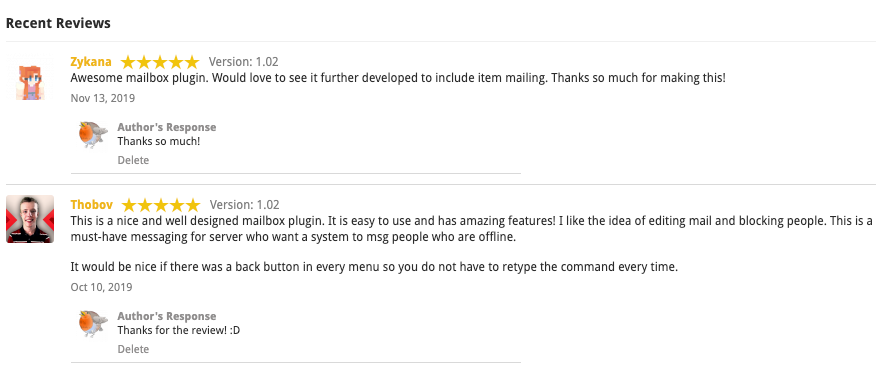 Recent Reviews
Zykana Version: 1.02
Awesome mailbox plugin. Would love to see it further developed to include item mailing. Thanks so much for making this!
Nov 13, 2019
Author's Response
Thanks so much!
Delete
Thobov Version: 1.02
This is a nice and well designed mailbox plugin. It is easy to use and has amazing features! I like the idea of editing mail and blocking people. This is a
must-have messaging for server who want a system to msg people who are offline.
It would be nice if there was a back button in every menu so you do not have to retype the command every time.
Oct 10, 2019
Author's Response
Thanks for the review! :D
Delete